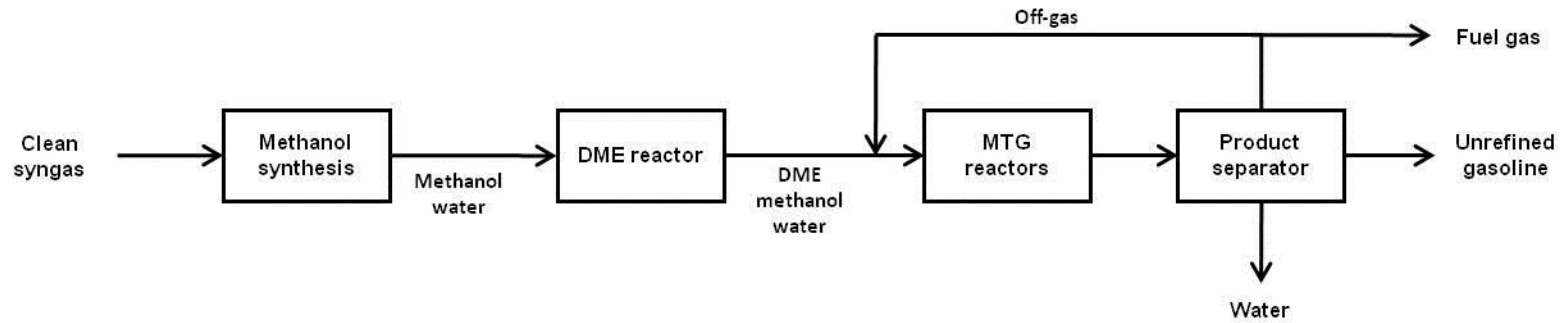 Off-gas
Fuel gas
Clean
syngas
Methanol
synthesis
Methanol
water
DME reactor
DME
methanol
water
MTG
reactors
Product
separator
Unrefined
gasoline
Water